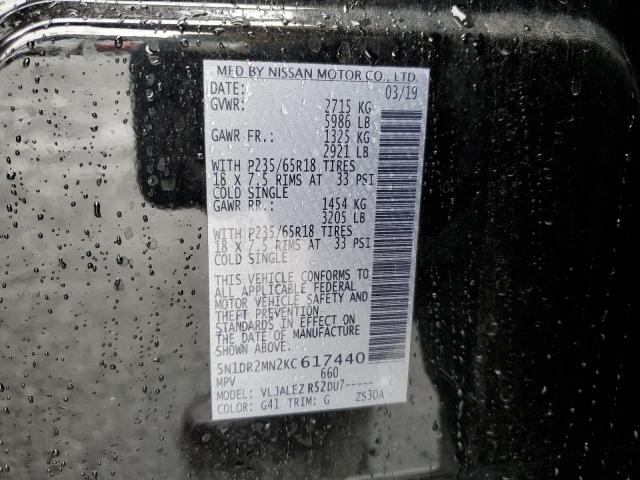 MFD BY NISSAN MOTOR CO., LTD.
DATE: 03/19
GVWR: 2715 KG
5986 LB
GAWR FR.: 1325 KG
2921 LB
WITH P235/65R18 TIRES
18 X 7.5 RIMS AT 33 PSI
COLD SINGLE
GAWR RR.: 1454 KG
3205 LB
WITH P235/65R18 TIRES
18 X 7.5 RIMS AT 33 PSI
COLD SINGLE
THIS VEHICLE CONFORMS TO
ALL APPLICABLE FEDERAL
MOTOR VEHICLE SAFETY AND
THEFT PREVENTION
STANDARDS IN EFFECT ON
THE DATE OF MANUFACTURE
SHOWN ABOVE.
5N1DR2MN2KC617440
MPV 660
MODEL: VLJALEZ R52DU7-----
COLOR: G41 TRIM: G ZS30A